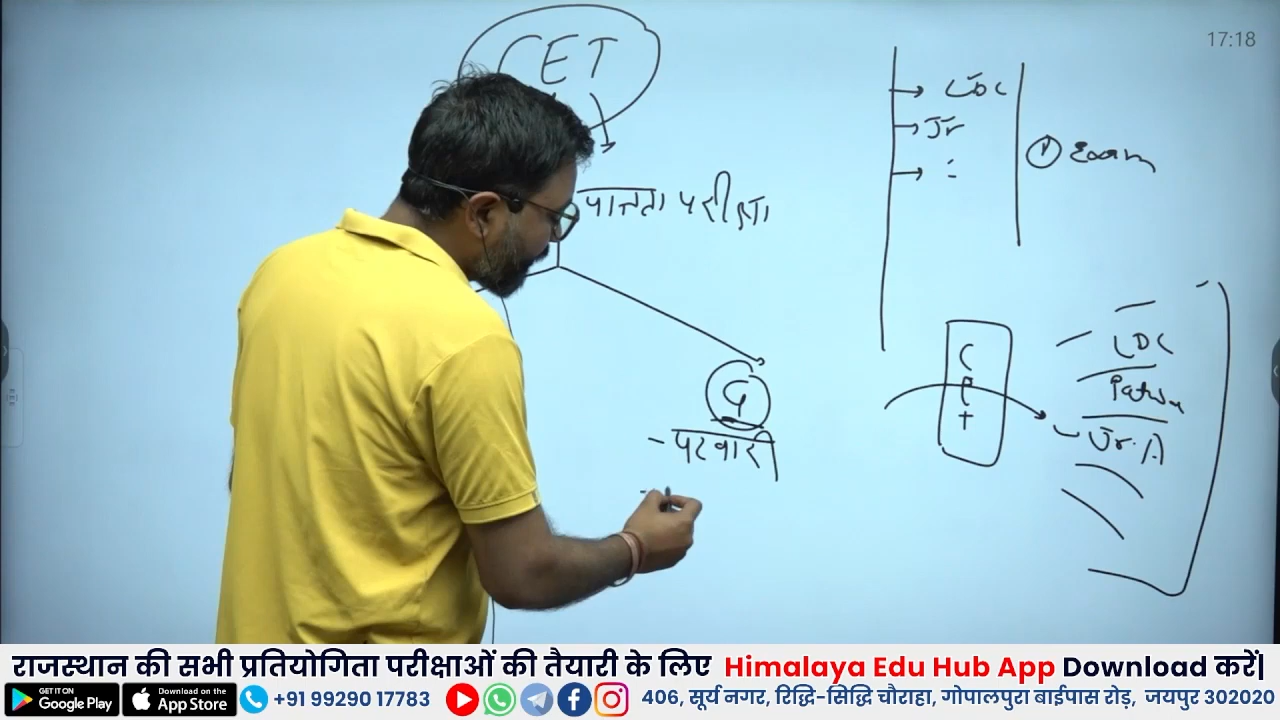 17:18
CET
पात्रता परीक्षा
LDC
Jr
① Exam
G
- पटवारी
CET
LDC
Patwa
Jr. A
राजस्थान की सभी प्रतियोगिता परीक्षाओं की तैयारी के लिए Himalaya Edu Hub App Download करें|
GET IT ON Google Play
Download on the App Store
+91 99290 17783
406, सूर्य नगर, रिद्धि-सिद्धि चौराहा, गोपालपुरा बाईपास रोड़, जयपुर 302020